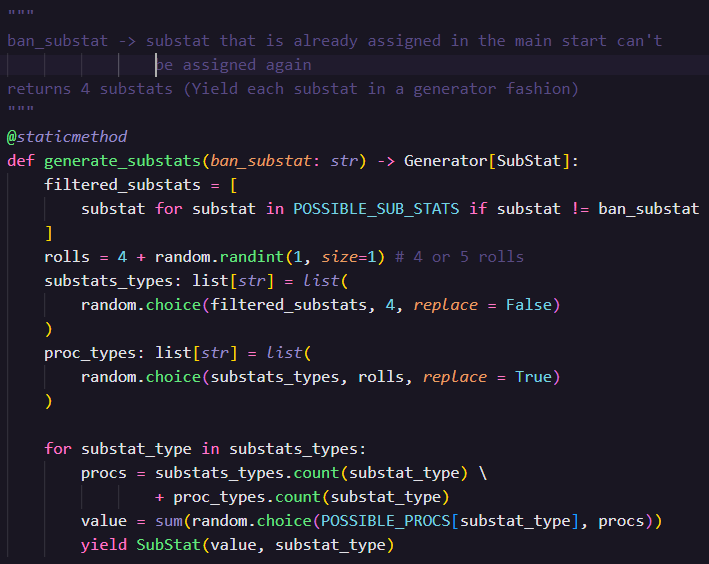 """
ban_substat -> substat that is already assigned in the main start can't
be assigned again
returns 4 substats (Yield each substat in a generator fashion)
"""
@staticmethod
def generate_substats(ban_substat: str) -> Generator[SubStat]:
filtered_substats = [
substat for substat in POSSIBLE_SUB_STATS if substat != ban_substat
]
rolls = 4 + random.randint(1, size=1) # 4 or 5 rolls
substats_types: list[str] = list(
random.choice(filtered_substats, 4, replace = False)
)
proc_types: list[str] = list(
random.choice(substats_types, rolls, replace = True)
)
for substat_type in substats_types:
procs = substats_types.count(substat_type) \
+ proc_types.count(substat_type)
value = sum(random.choice(POSSIBLE_PROCS[substat_type], procs))
yield SubStat(value, substat_type)